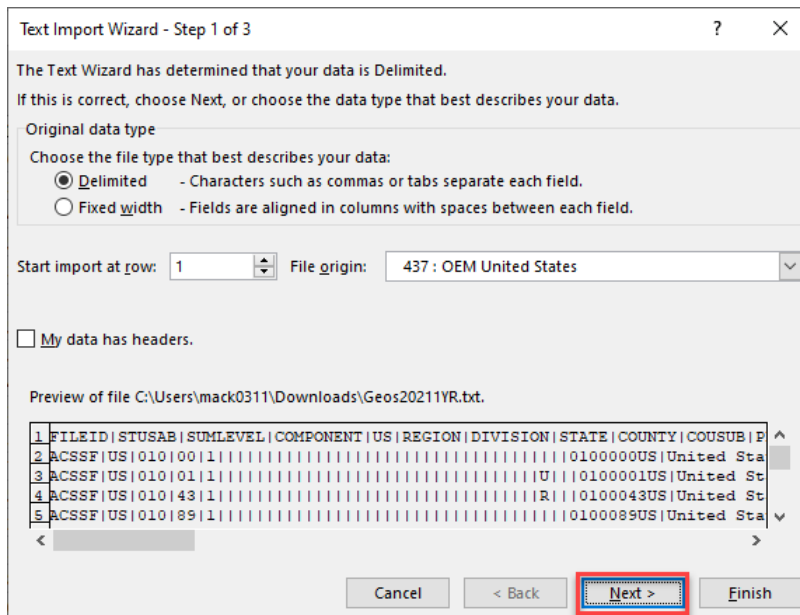 Text Import Wizard - Step 1 of 3 ?
The Text Wizard has determined that your data is Delimited.
If this is correct, choose Next, or choose the data type that best describes your data.
Original data type
Choose the file type that best describes your data:
Delimited - Characters such as commas or tabs separate each field.
Fixed width - Fields are aligned in columns with spaces between each field.
Start import at row: 1 File origin: 437 : OEM United States
My data has headers.
Preview of file C:\Users\mack0311\Downloads\Geos20211YR.txt.
1 FILEID|STUSAB|SUMLEVEL|COMPONENT|US|REGION|DIVISION|STATE|COUNTY|COUSUB|P
2 ACSSF|US|010|00|1||||||||||||||||||||||||||||0100000US|United Sta
3 ACSSF|US|010|01|1||||||||||||||||||||||||||U|||0100001US|United St
4 ACSSF|US|010|43|1||||||||||||||||||||||||||R|||0100043US|United St
5 ACSSF|US|010|89|1||||||||||||||||||||||||||||0100089US|United Sta
Cancel < Back Next > Finish